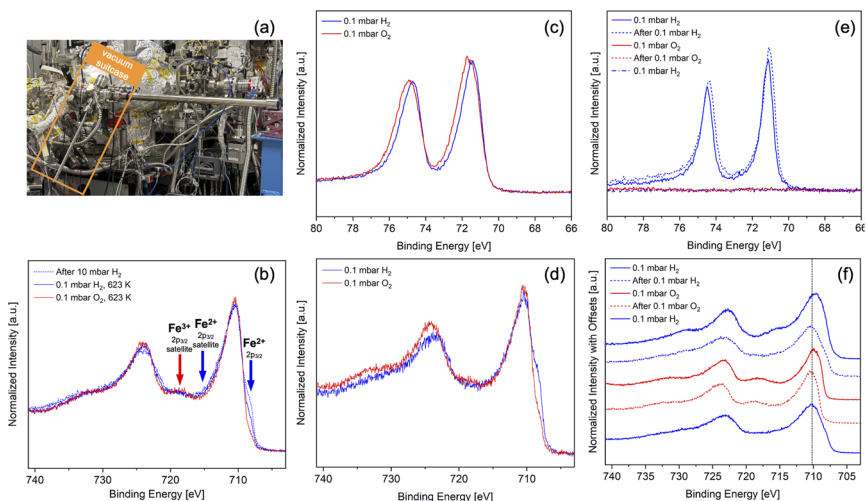 (a)
vacuum
suitcase
(c)
0.1 mbar H₂
0.1 mbar O₂
Normalized Intensity [a.u.]
80 78 76 74 72 70 68 66
Binding Energy [eV]
(e)
0.1 mbar H₂
After 0.1 mbar H₂
0.1 mbar O₂
After 0.1 mbar O₂
0.1 mbar H₂
Normalized Intensity [a.u.]
80 75 70 66
Binding Energy [eV]
(b)
After 10 mbar H₂
0.1 mbar H₂, 623 K
0.1 mbar O₂, 623 K
Fe³⁺
2p₃/₂
satellite
Fe²⁺
2p₃/₂
satellite
Fe²⁺
2p₃/₂
Normalized Intensity [a.u.]
740 730 720 710
Binding Energy [eV]
(d)
0.1 mbar H₂
0.1 mbar O₂
Normalized Intensity [a.u.]
740 730 720 710
Binding Energy [eV]
(f)
0.1 mbar H₂
After 0.1 mbar H₂
0.1 mbar O₂
After 0.1 mbar O₂
0.1 mbar H₂
Normalized Intensity with Offsets [a.u.]
740 735 730 725 720 715 710 705
Binding Energy [eV]